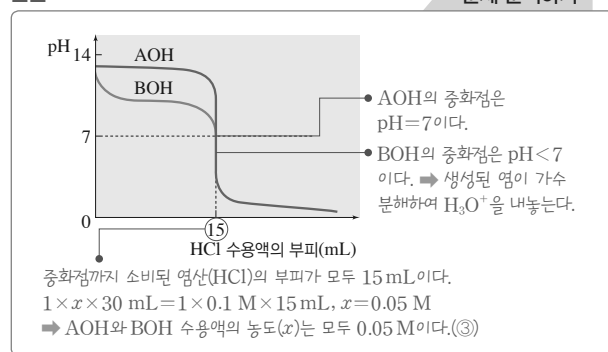 pH
14
AOH
BOH
7
0
15
HCl 수용액의 부피(mL)
AOH의 중화점은
pH=7이다.
BOH의 중화점은 pH<7
이다. ➡ 생성된 염이 가수
분해하여 H₃O⁺을 내놓는다.
중화점까지 소비된 염산(HCl)의 부피가 모두 15 mL이다.
1×x×30 mL=1×0.1 M×15 mL, x=0.05 M
➡ AOH와 BOH 수용액의 농도(x)는 모두 0.05 M이다.(③)